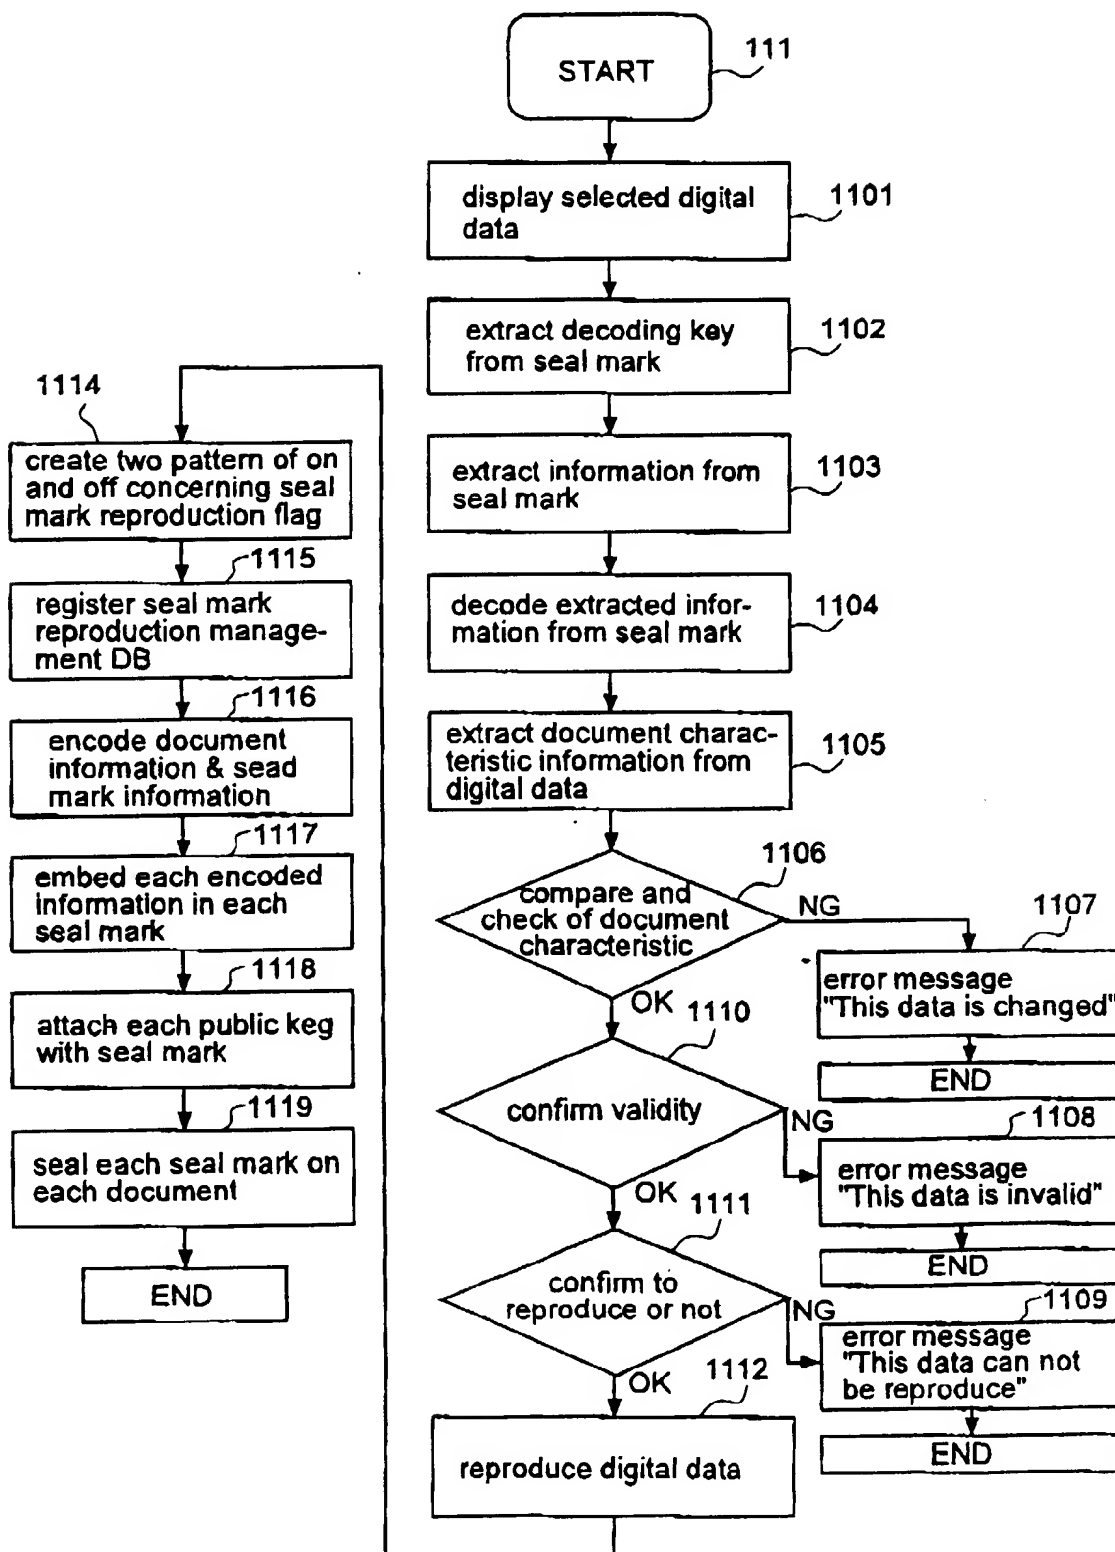 START
111
display selected digital
data
1101
extract decoding key
from seal mark
1102
extract information from
seal mark
1103
decode extracted infor-
mation from seal mark
1104
extract document charac-
teristic information from
digital data
1105
compare and
check of document
characteristic
1106
NG
OK
1107
error message
"This data is changed"
END
confirm validity
1110
NG
OK
1108
error message
"This data is invalid"
END
confirm to
reproduce or not
1111
NG
OK
1109
error message
"This data can not
be reproduce"
END
1112
reproduce digital data
1114
create two pattern of on
and off concerning seal
mark reproduction flag
1115
register seal mark
reproduction manage-
ment DB
1116
encode document
information & sead
mark information
1117
embed each encoded
information in each
seal mark
1118
attach each public keg
with seal mark
1119
seal each seal mark on
each document
END